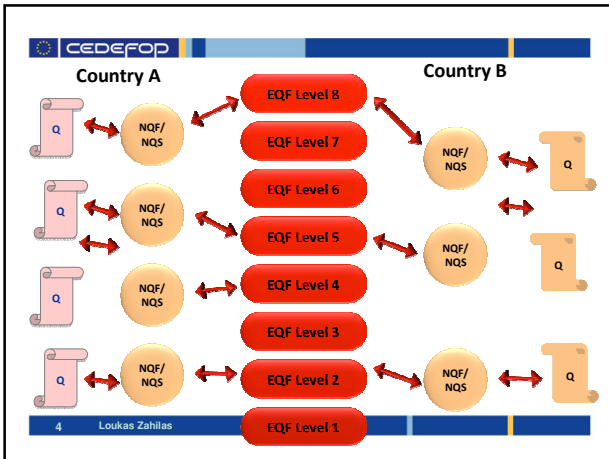 CEDEFOP
Country A
Country B
EQF Level 8
Q
NQF/
NQS
EQF Level 7
NQF/
NQS
Q
EQF Level 6
Q
NQF/
NQS
EQF Level 5
NQF/
NQS
Q
Q
NQF/
NQS
EQF Level 4
EQF Level 3
Q
NQF/
NQS
EQF Level 2
NQF/
NQS
Q
EQF Level 1
4 Loukas Zahilas